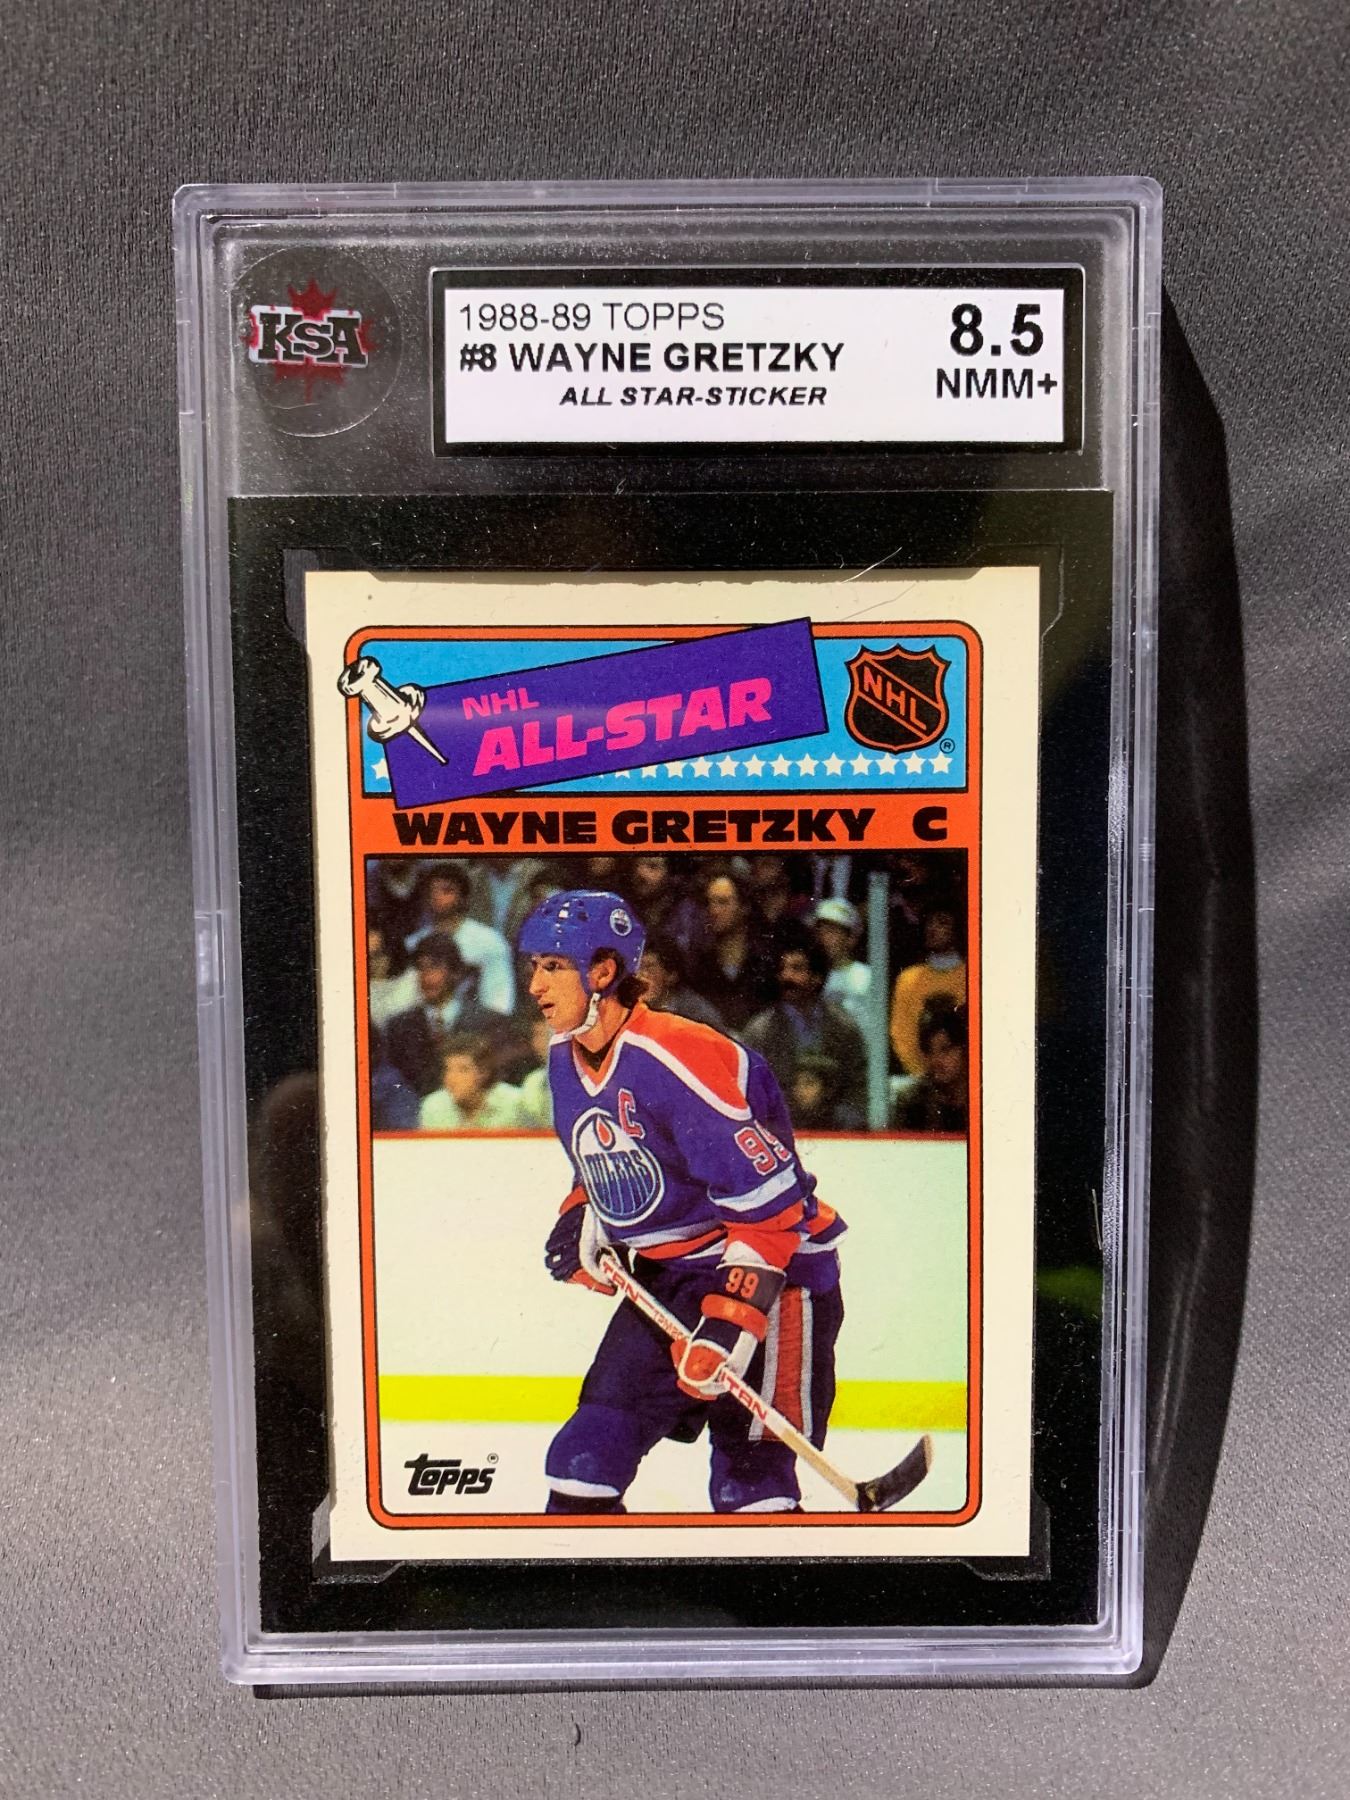 KSA
1988-89 TOPPS
#8 WAYNE GRETZKY
ALL STAR-STICKER
8.5
NMM+
NHL
ALL-STAR
NHL
®
WAYNE GRETZKY C
C
99
OILERS
99
TITAN
TITAN
topps®